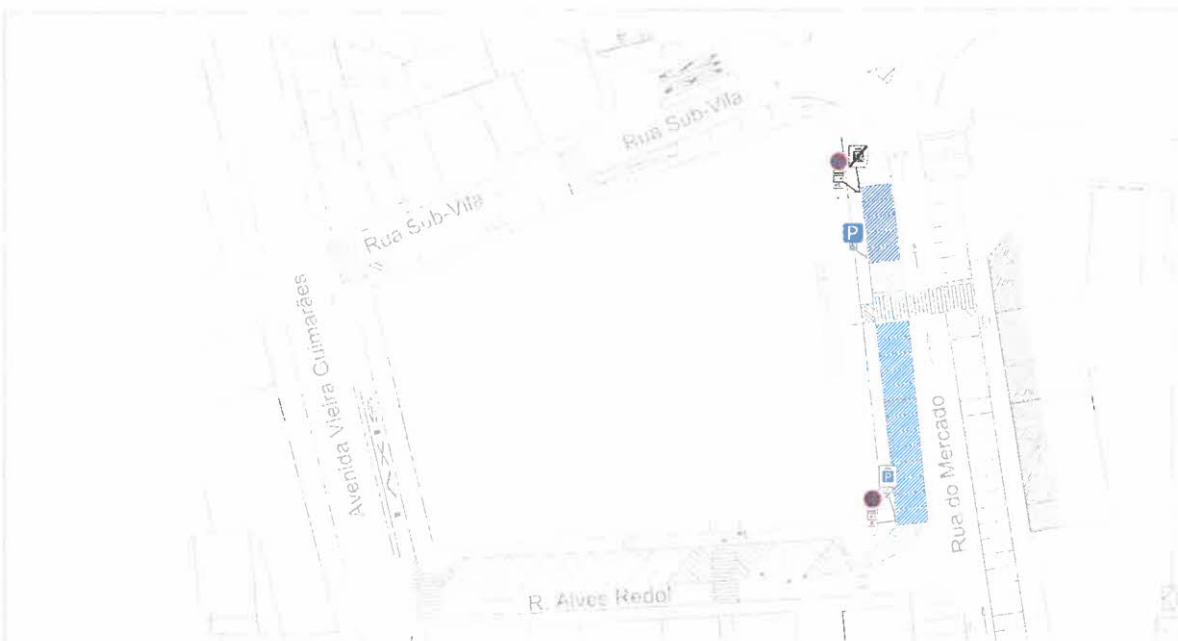 Rua Sub-Vila
Rua Sub-Vila
P
Avenida Vieira Guimarães
Rua do Mercado
P
R. Alves Redol